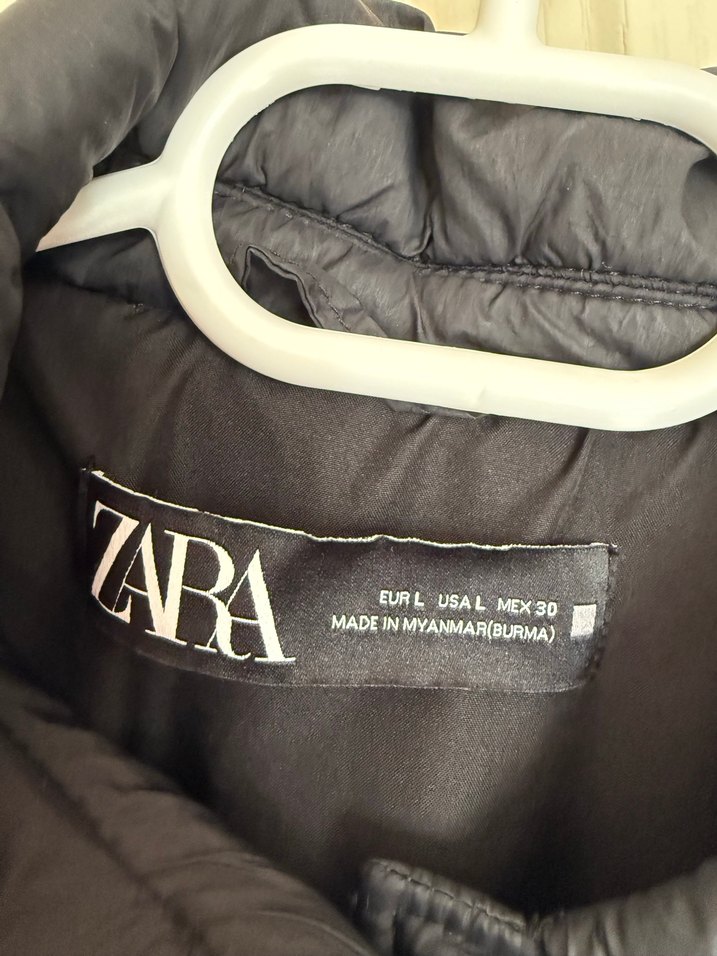 ZARA
EUR L USA L MEX 30
MADE IN MYANMAR(BURMA)